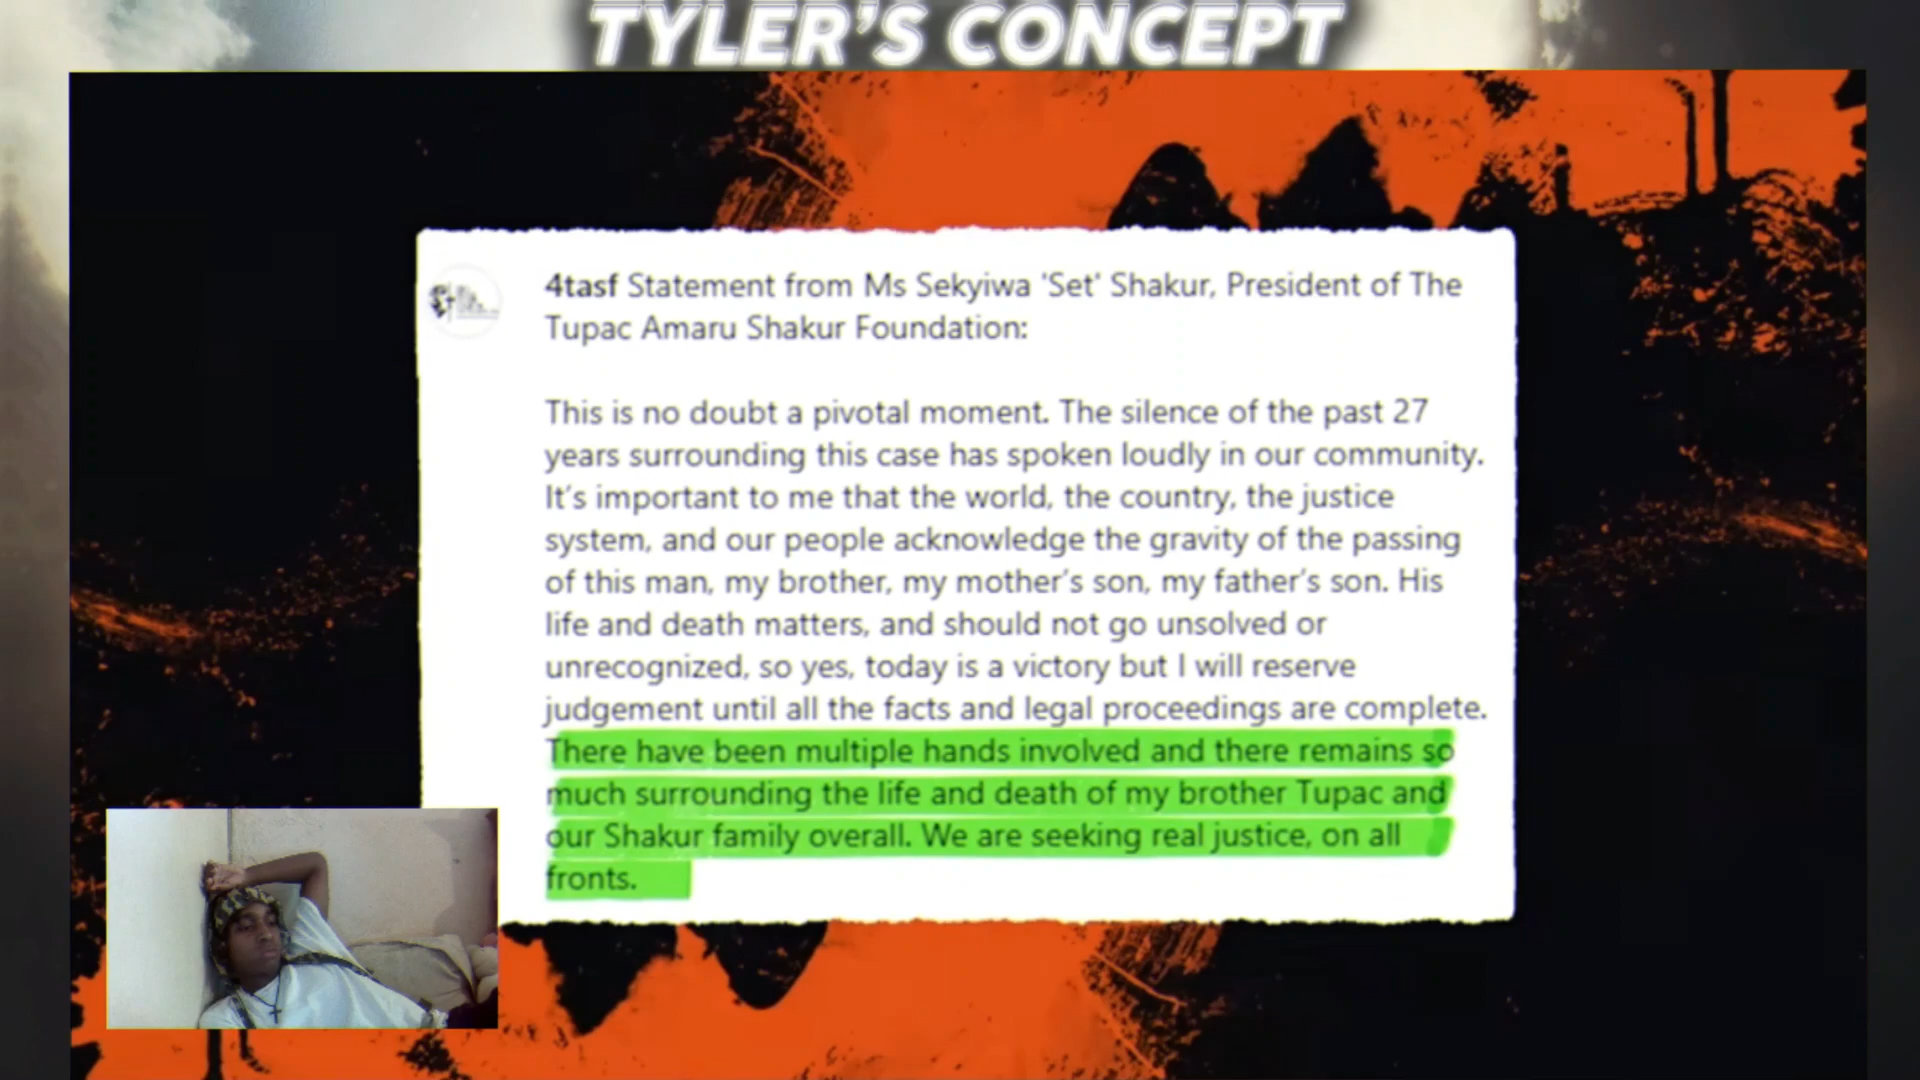 TYLER'S CONCEPT
4tasf Statement from Ms Sekyiwa 'Set' Shakur, President of The
Tupac Amaru Shakur Foundation:
This is no doubt a pivotal moment. The silence of the past 27
years surrounding this case has spoken loudly in our community.
It's important to me that the world, the country, the justice
system, and our people acknowledge the gravity of the passing
of this man, my brother, my mother's son, my father's son. His
life and death matters, and should not go unsolved or
unrecognized, so yes, today is a victory but I will reserve
judgement until all the facts and legal proceedings are complete.
There have been multiple hands involved and there remains so
much surrounding the life and death of my brother Tupac and
our Shakur family overall. We are seeking real justice, on all
fronts.